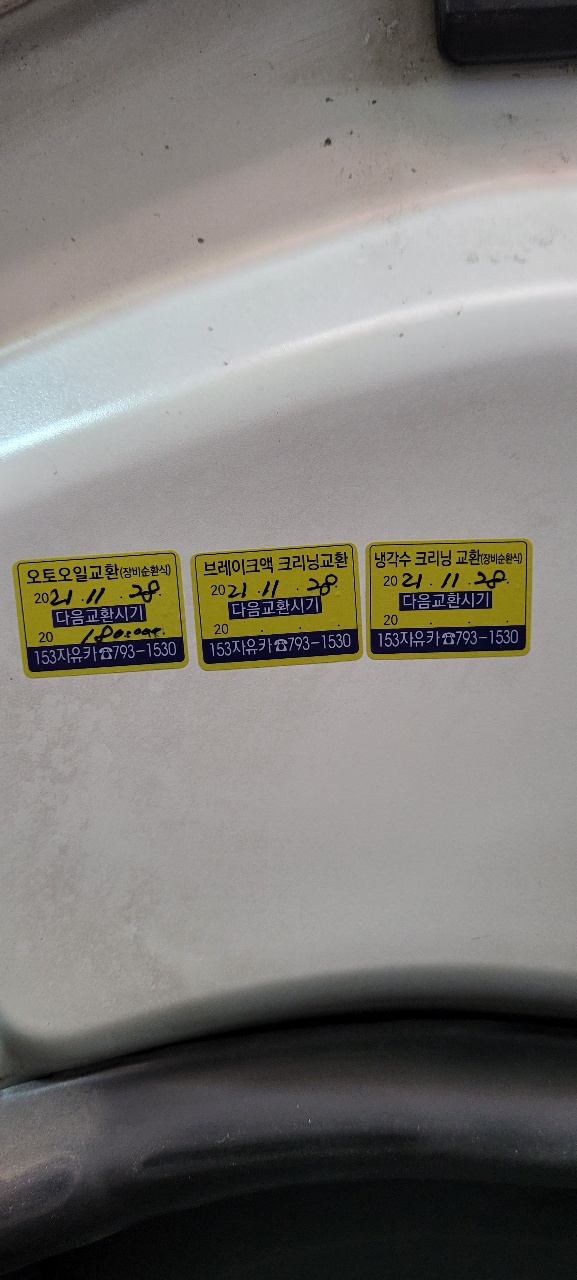 오토오일교환(장비순환식)
2021.11.28.
다음교환시기
20 180,000
153자유카☎793-1530
브레이크액 크리닝교환
2021.11.28
다음교환시기
20 . . .
153자유카☎793-1530
냉각수 크리닝 교환(장비순환식)
2021.11.28.
다음교환시기
20 . . .
153자유카☎793-1530